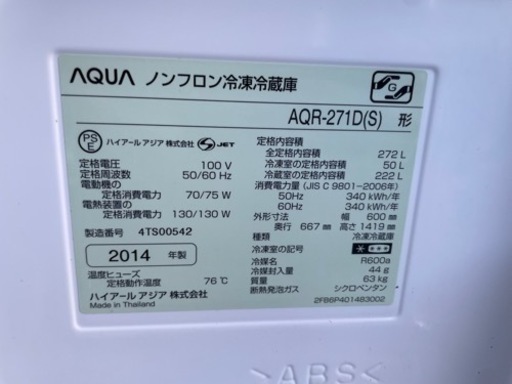 AQUA ノンフロン冷凍冷蔵庫
G
AQR-271D(S) 形
PS E ハイアール アジア 株式会社 S JET
定格電圧 100 V
定格周波数 50/60 Hz
電動機の
定格消費電力 70/75 W
電熱装置の
定格消費電力 130/130 W
製造番号 4TS00542
2014 年製
温度ヒューズ
定格動作温度 76℃
ハイアール アジア 株式会社
Made in Thailand
定格内容積
全定格内容積 272 L
冷凍室の定格内容積 50 L
冷蔵室の定格内容積 222 L
消費電力量 (JIS C 9801-2006年)
50Hz 340 kWh/年
60Hz 340 kWh/年
外形寸法 幅 600 mm
奥行 667 mm 高さ 1419 mm
種類 冷凍冷蔵庫
冷凍室の記号
冷媒名 R600a
冷媒封入量 44 g
質量 63 kg
断熱発泡ガス シクロペンタン
2FB6P401483002
>ABS<